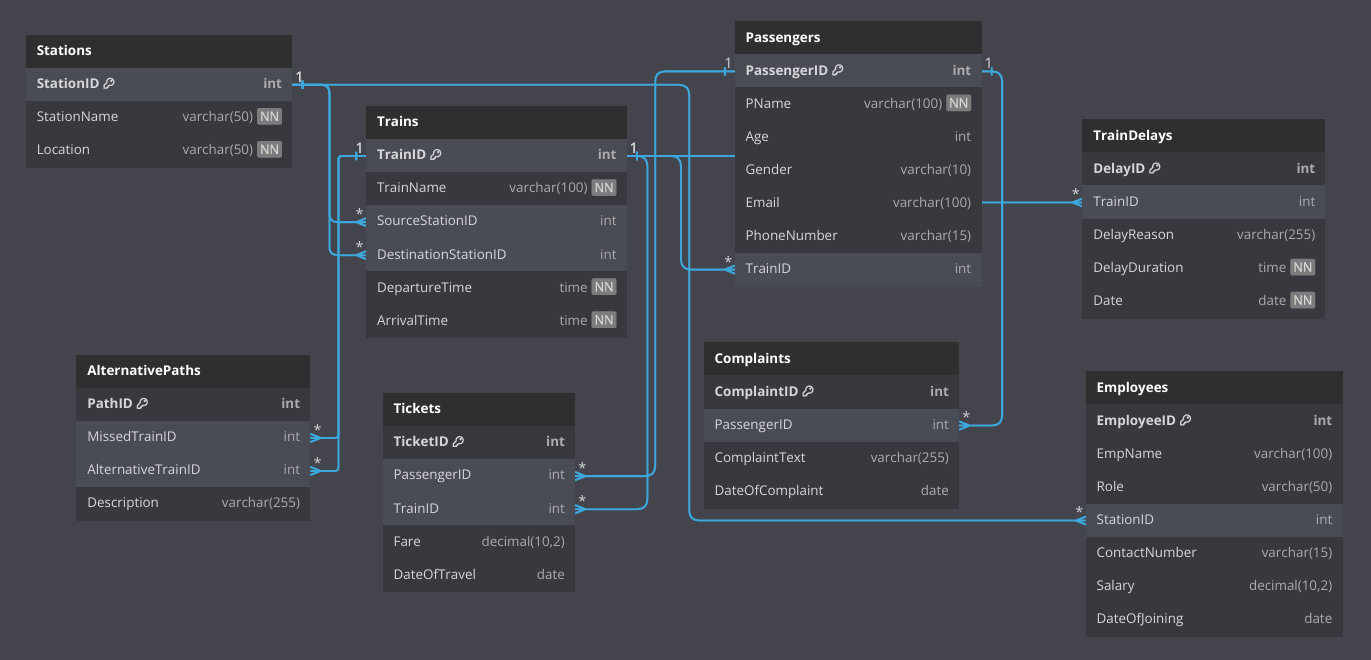 Stations
StationID int
StationName varchar(50) NN
Location varchar(50) NN
1
Trains
1 TrainID int 1
TrainName varchar(100) NN
* SourceStationID int
* DestinationStationID int
DepartureTime time NN
ArrivalTime time NN
Passengers
1 PassengerID int 1
PName varchar(100) NN
Age int
Gender varchar(10)
Email varchar(100)
PhoneNumber varchar(15)
* TrainID int
TrainDelays
DelayID int
* TrainID int
DelayReason varchar(255)
DelayDuration time NN
Date date NN
AlternativePaths
PathID int
MissedTrainID int *
AlternativeTrainID int *
Description varchar(255)
Tickets
TicketID int
PassengerID int *
TrainID int *
Fare decimal(10,2)
DateOfTravel date
Complaints
ComplaintID int
PassengerID int *
ComplaintText varchar(255)
DateOfComplaint date
Employees
EmployeeID int
EmpName varchar(100)
Role varchar(50)
* StationID int
ContactNumber varchar(15)
Salary decimal(10,2)
DateOfJoining date